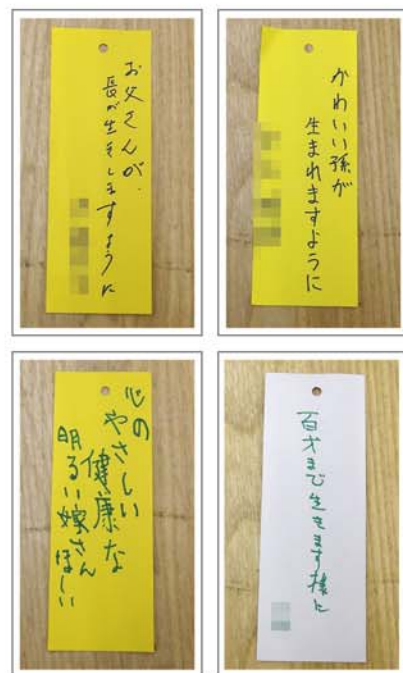 お父さんが、
長が生きしますように
かわいい孫が
生まれますように
心の
やさしい
健康な
明るい嫁さん
ほしい
百才まで生きます様に